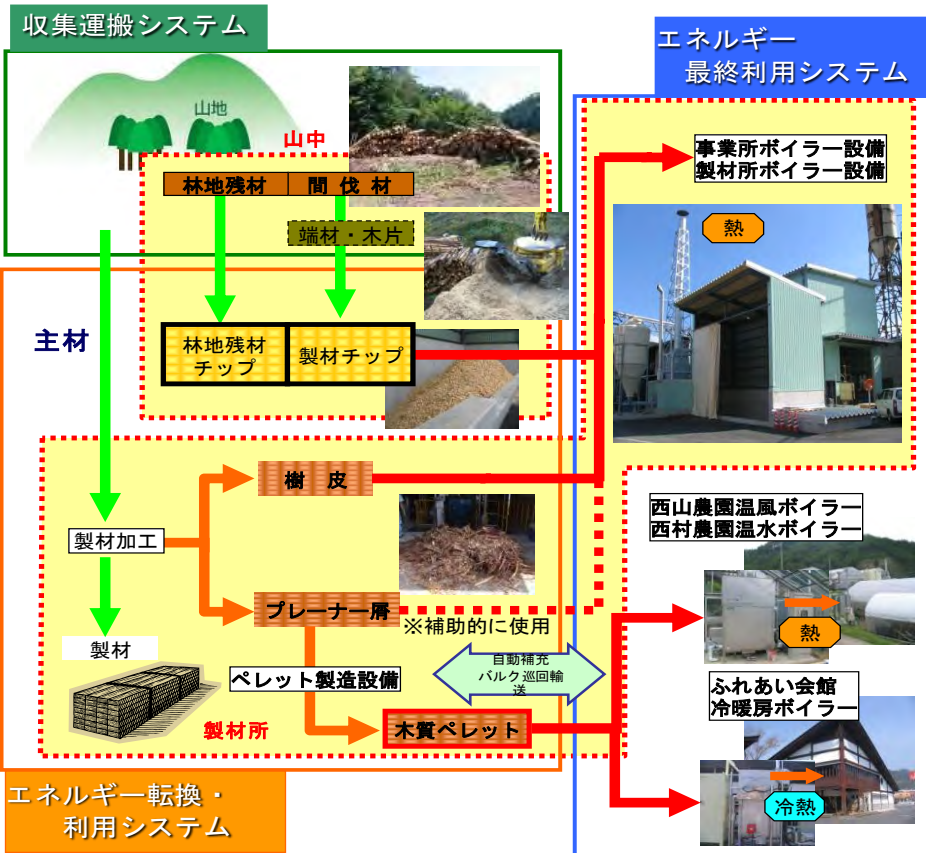 収集運搬システム
エネルギー
最終利用システム
山地
山中
林地残材
間伐材
端材・木片
事業所ボイラー設備
製材所ボイラー設備
熱
主材
林地残材
チップ
製材チップ
樹皮
製材加工
プレーナー屑
※補助的に使用
西山農園温風ボイラー
西村農園温水ボイラー
熱
製材
ペレット製造設備
自動補充
バルク巡回輸
送
製材所
木質ペレット
ふれあい会館
冷暖房ボイラー
冷熱
エネルギー転換・
利用システム